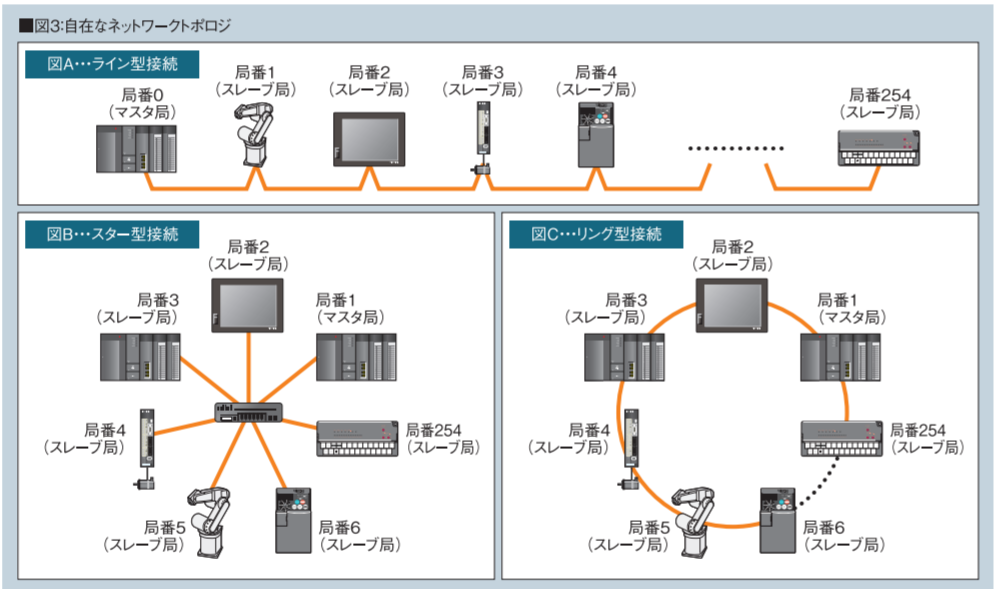 ■図3:自在なネットワークトポロジ
図A･･･ライン型接続
局番0
(マスタ局)
局番1
(スレーブ局)
局番2
(スレーブ局)
局番3
(スレーブ局)
局番4
(スレーブ局)
局番254
(スレーブ局)
図B･･･スター型接続
局番2
(スレーブ局)
局番3
(スレーブ局)
局番1
(マスタ局)
局番4
(スレーブ局)
局番254
(スレーブ局)
局番5
(スレーブ局)
局番6
(スレーブ局)
図C･･･リング型接続
局番2
(スレーブ局)
局番3
(スレーブ局)
局番1
(マスタ局)
局番4
(スレーブ局)
局番254
(スレーブ局)
局番5
(スレーブ局)
局番6
(スレーブ局)